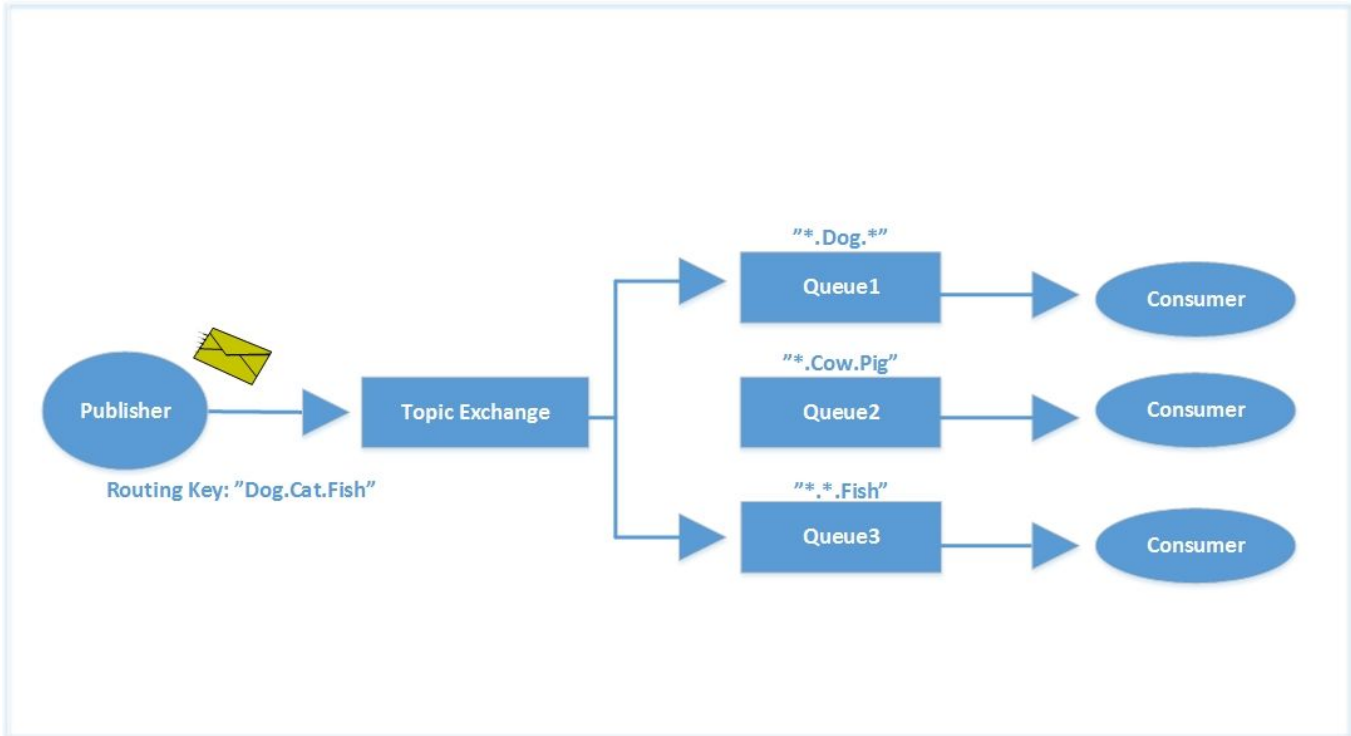 Publisher
Routing Key: ”Dog.Cat.Fish”
Topic Exchange
”*.Dog.*”
Queue1
Consumer
”*.Cow.Pig”
Queue2
Consumer
”*.*.Fish”
Queue3
Consumer